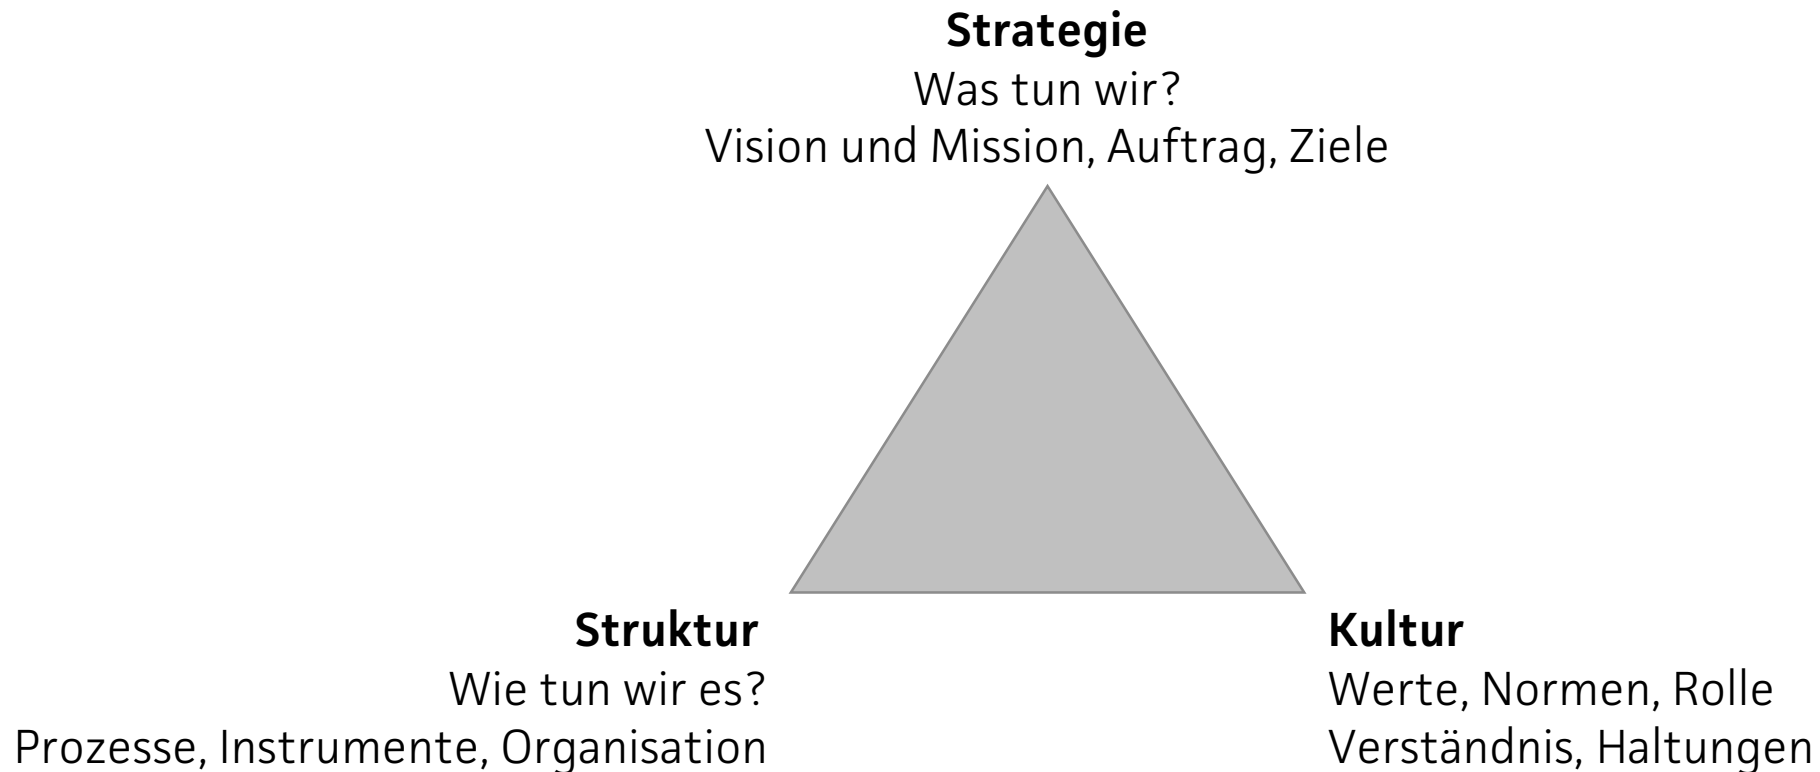 Strategie
Was tun wir?
Vision und Mission, Auftrag, Ziele
Struktur
Wie tun wir es?
Prozesse, Instrumente, Organisation
Kultur
Werte, Normen, Rolle
Verständnis, Haltungen